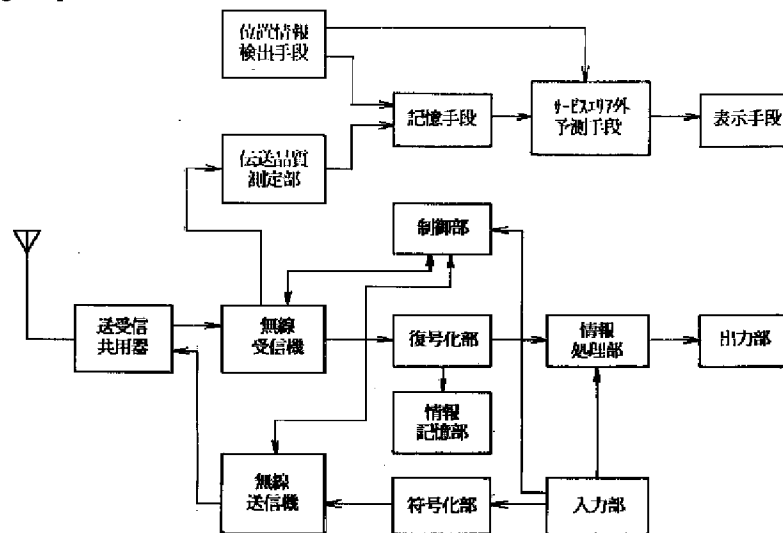 位置情報
検出手段
記憶手段
サービスエリア外
予測手段
表示手段
伝送品質
測定部
制御部
送受信
共用器
無線
受信機
復号化部
情報
処理部
出力部
情報
記憶部
無線
送信機
符号化部
入力部